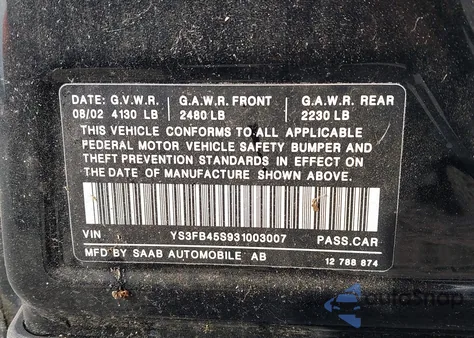 DATE: G.V.W.R. G.A.W.R. FRONT G.A.W.R. REAR
08/02 4130 LB 2480 LB 2230 LB
THIS VEHICLE CONFORMS TO ALL APPLICABLE
FEDERAL MOTOR VEHICLE SAFETY BUMPER AND
THEFT PREVENTION STANDARDS IN EFFECT ON
THE DATE OF MANUFACTURE SHOWN ABOVE.
VIN YS3FB45S931003007 PASS.CAR
MFD BY SAAB AUTOMOBILE AB 12 788 874
AutoSnap